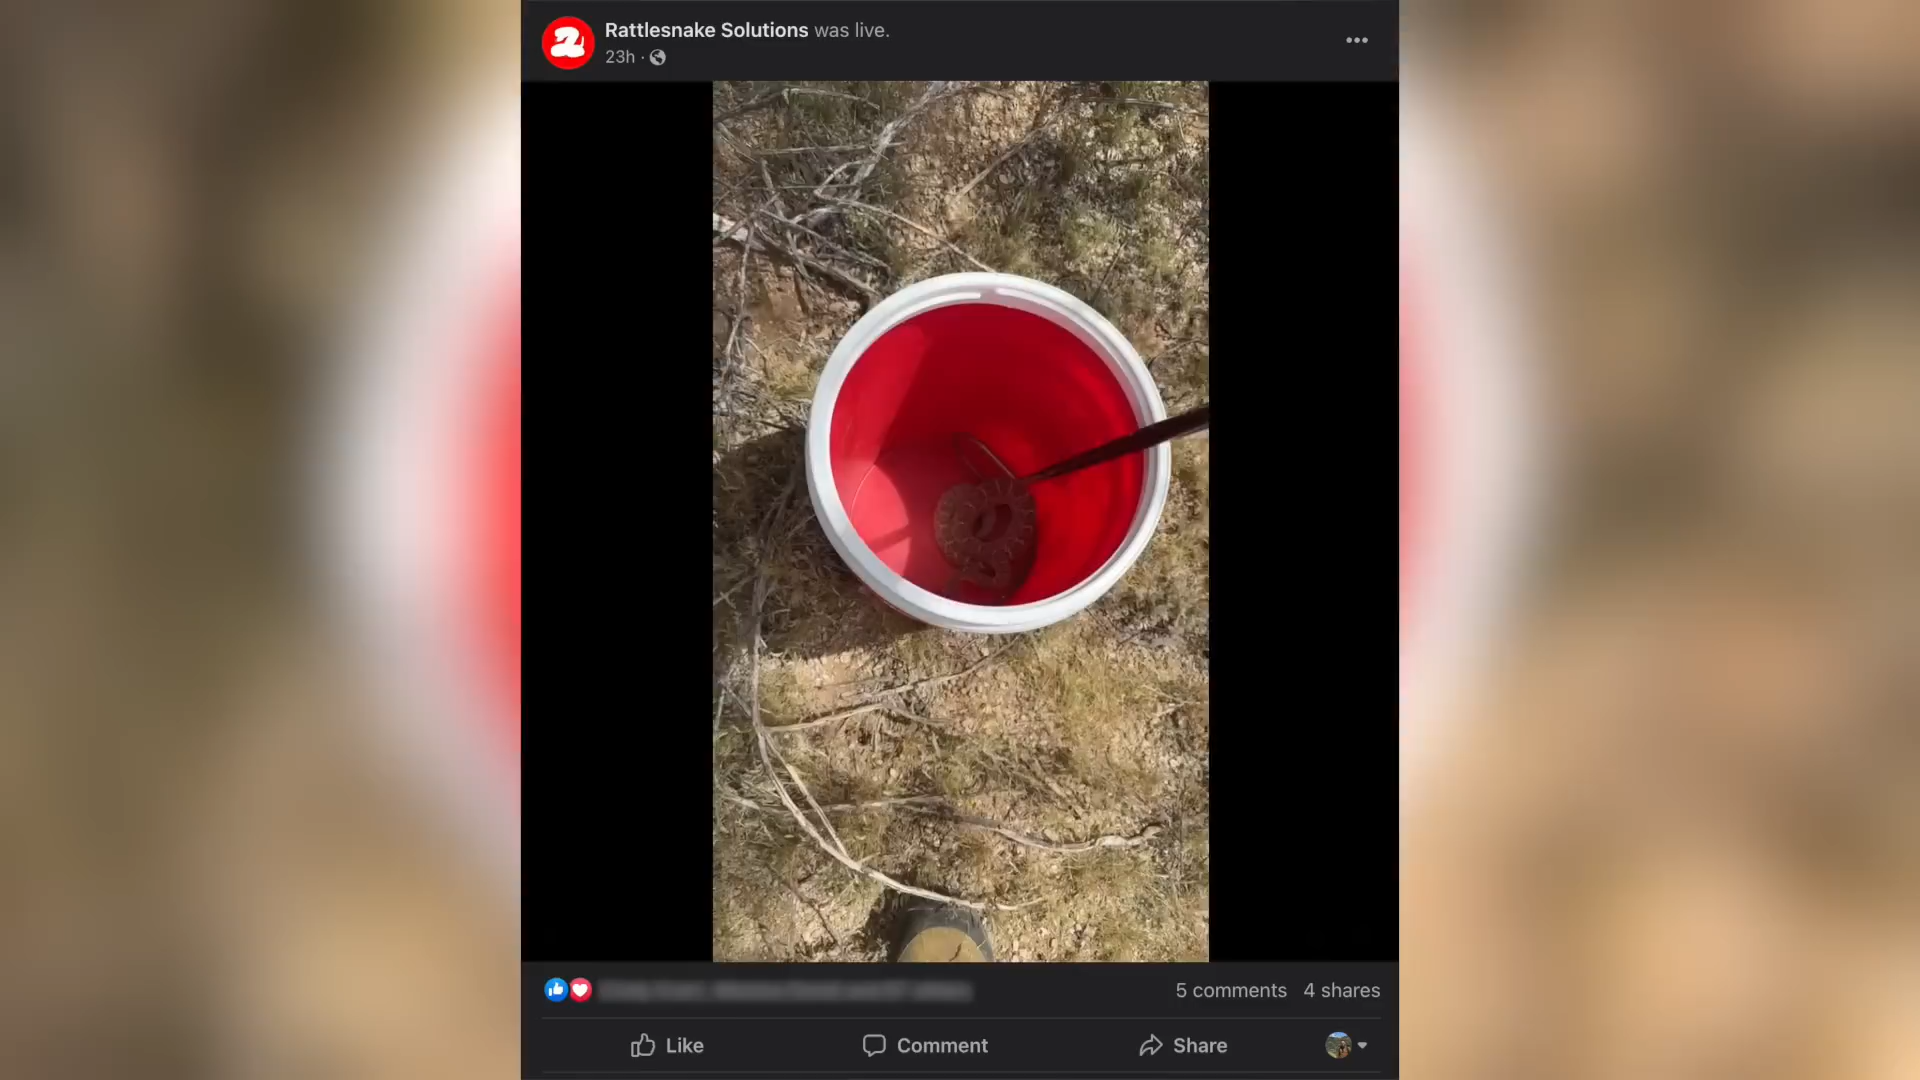 Rattlesnake Solutions was live.
23h ·
5 comments 4 shares
Like Comment Share